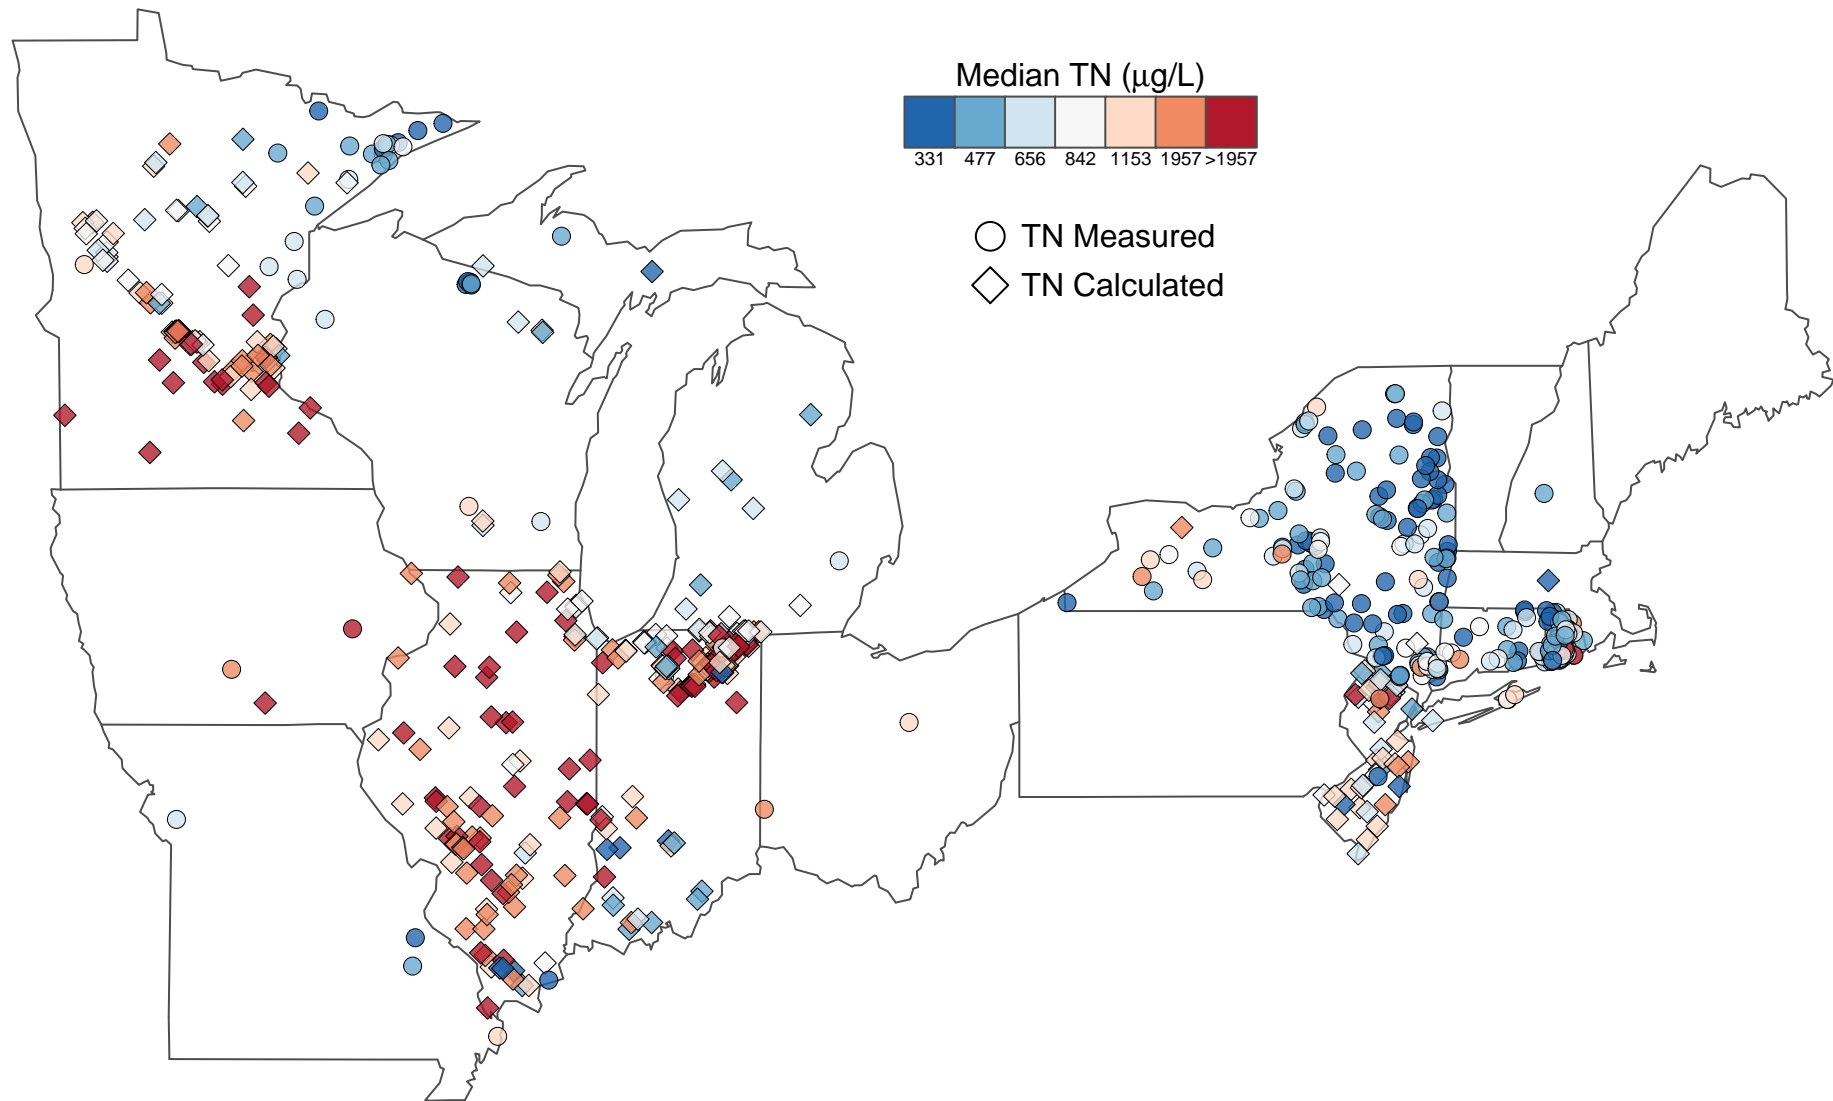 Median TN (μg/L)
331 477 656 842 1153 1957 >1957
TN Measured
TN Calculated